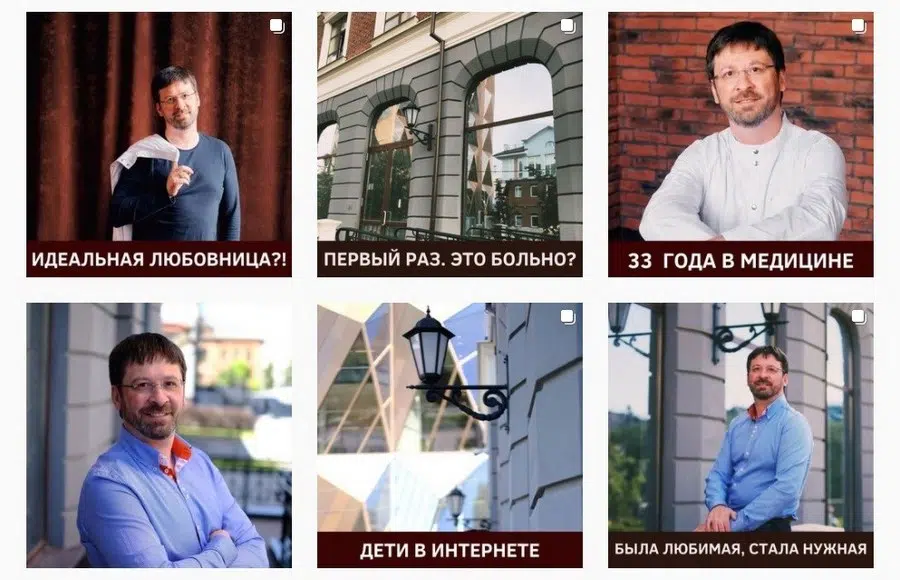 ИДЕАЛЬНАЯ ЛЮБОВНИЦА?!
ПЕРВЫЙ РАЗ. ЭТО БОЛЬНО?
33 ГОДА В МЕДИЦИНЕ
ДЕТИ В ИНТЕРНЕТЕ
БЫЛА ЛЮБИМАЯ, СТАЛА НУЖНАЯ